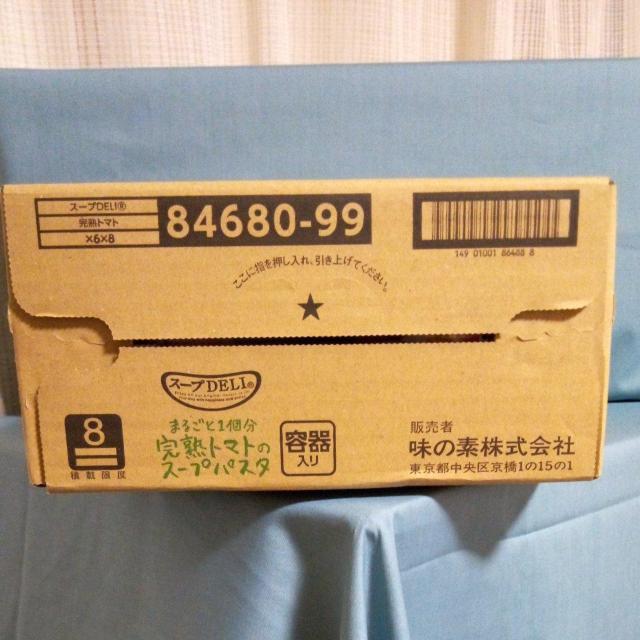 スープDELI®
完熟トマト
×6×8
84680-99
149 01001 86488 8
ここに指を押し入れ、引き上げてください。
★
スープDELI®
まるごと1個分
完熟トマトの
スープパスタ
容器
入り
8
積載固度
販売者
味の素株式会社
東京都中央区京橋1の15の1